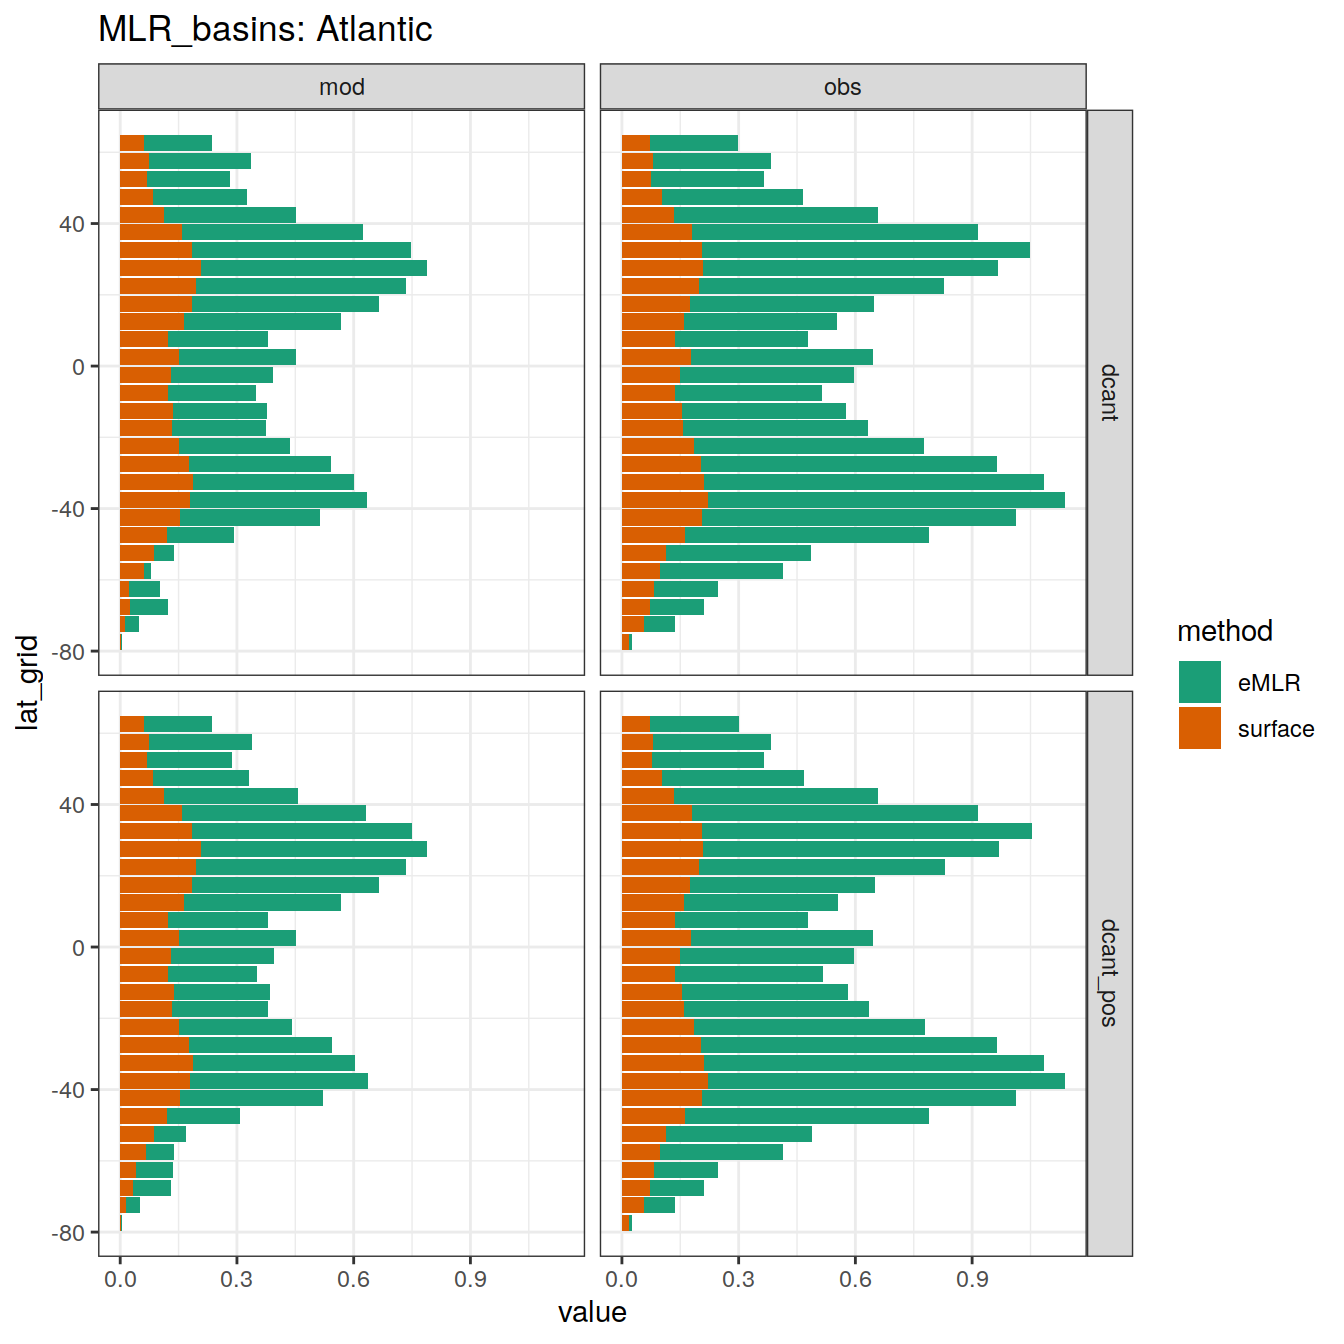 MLR_basins: Atlantic
mod
obs
40
0
-40
-80
dcant
40
0
-40
-80
dcant_pos
lat_grid
0.0 0.3 0.6 0.9
0.0 0.3 0.6 0.9
value
method
eMLR
surface